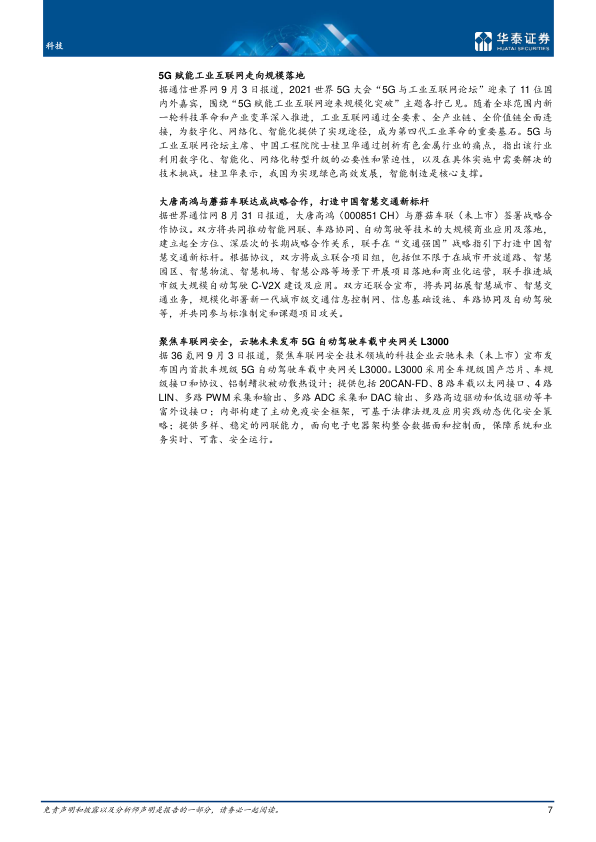 科技
华泰证券
HUATAI SECURITIES
5G 赋能工业互联网走向规模落地
据通信世界网 9 月 3 日报道，2021 世界 5G 大会“5G 与工业互联网论坛”迎来了 11 位国
内外嘉宾，围绕“5G 赋能工业互联网迎来规模化突破”主题各抒己见。随着全球范围内新
一轮科技革命和产业变革深入推进，工业互联网通过全要素、全产业链、全价值链全面连
接，为数字化、网络化、智能化提供了实现途径，成为第四代工业革命的重要基石。5G 与
工业互联网论坛主席、中国工程院院士桂卫华通过剖析有色金属行业的痛点，指出该行业
利用数字化、智能化、网络化转型升级的必要性和紧迫性，以及在具体实施中需要解决的
技术挑战。桂卫华表示，我国为实现绿色高效发展，智能制造是核心支撑。
大唐高鸿与蘑菇车联达成战略合作，打造中国智慧交通新标杆
据世界通信网 8 月 31 日报道，大唐高鸿（000851 CH）与蘑菇车联（未上市）签署战略合
作协议。双方将共同推动智能网联、车路协同、自动驾驶等技术的大规模商业应用及落地，
建立起全方位、深层次的长期战略合作关系，联手在“交通强国”战略指引下打造中国智
慧交通新标杆。根据协议，双方将成立联合项目组，包括但不限于在城市开放道路、智慧
园区、智慧物流、智慧机场、智慧公路等场景下开展项目落地和商业化运营，联手推进城
市级大规模自动驾驶 C-V2X 建设及应用。双方还联合宣布，将共同拓展智慧城市、智慧交
通业务，规模化部署新一代城市级交通信息控制网、信息基础设施、车路协同及自动驾驶
等，并共同参与标准制定和课题项目攻关。
聚焦车联网安全，云驰未来发布 5G 自动驾驶车载中央网关 L3000
据 36 氪网 9 月 3 日报道，聚焦车联网安全技术领域的科技企业云驰未来（未上市）宣布发
布国内首款车规级 5G 自动驾驶车载中央网关 L3000。L3000 采用全车规级国产芯片、车规
级接口和协议、铝制鳍状被动散热设计；提供包括 20CAN-FD、8 路车载以太网接口、4 路
LIN、多路 PWM 采集和输出、多路 ADC 采集和 DAC 输出、多路高边驱动和低边驱动等丰
富外设接口；内部构建了主动免疫安全框架，可基于法律法规及应用实践动态优化安全策
略；提供多样、稳定的网联能力，面向电子电器架构整合数据面和控制面，保障系统和业
务实时、可靠、安全运行。
免责声明和披露以及分析师声明是报告的一部分，请务必一起阅读。
7